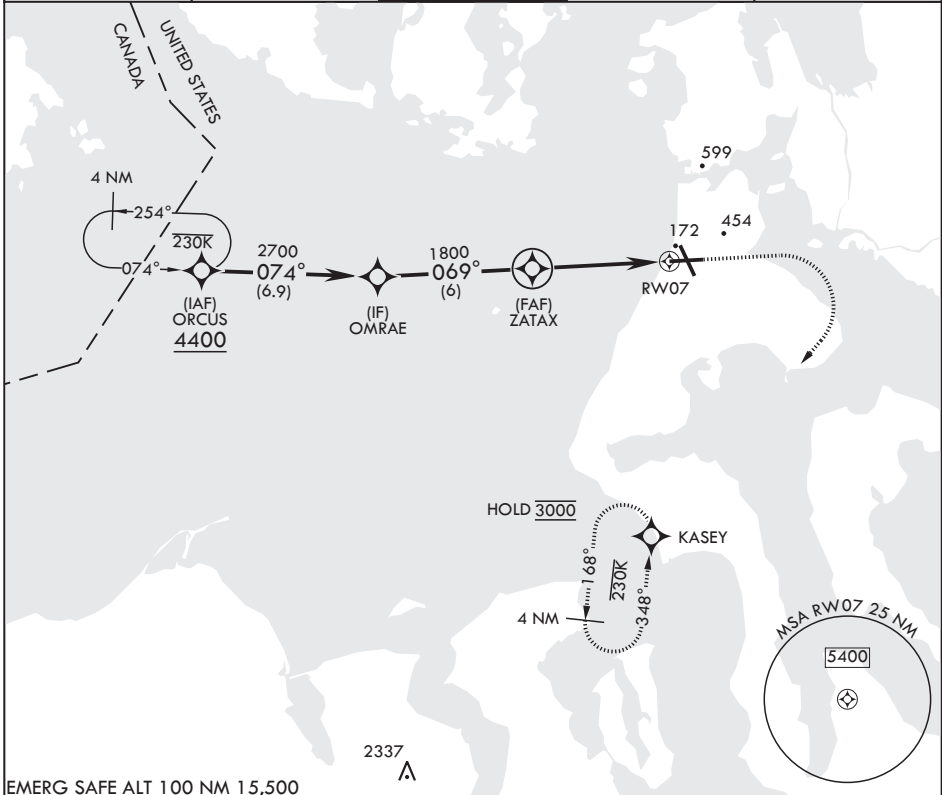 UNITED STATES
CANADA
599
4 NM
254°
172
454
230K
2700
1800
074°
074°
069°
(6.9)
(6)
RW07
(IAF)
ORCUS
4400
(IF)
OMRAE
(FAF)
ZATAX
HOLD 3000
KASEY
168°
230K
348°
4 NM
MSA RW07 25 NM
5400
2337
EMERG SAFE ALT 100 NM 15,500